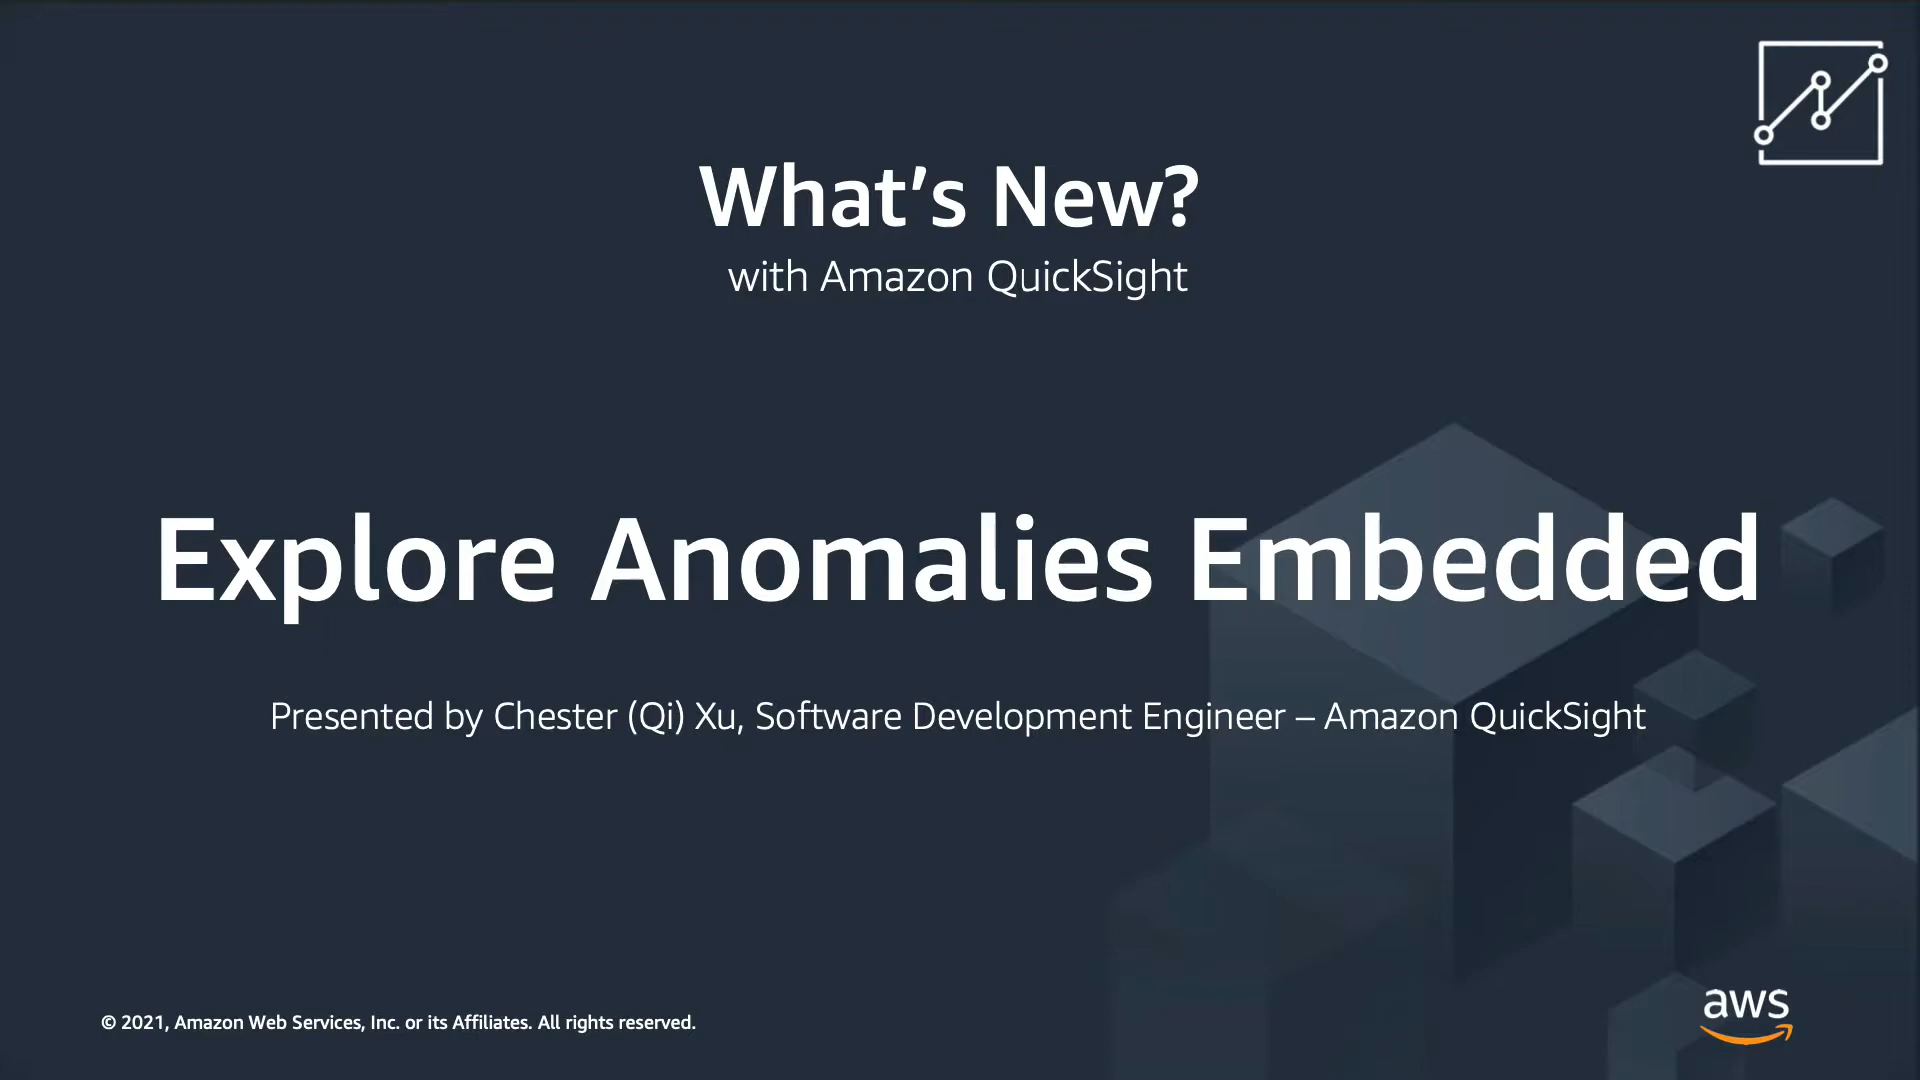 What's New?
with Amazon QuickSight
Explore Anomalies Embedded
Presented by Chester (Qi) Xu, Software Development Engineer – Amazon QuickSight
© 2021, Amazon Web Services, Inc. or its Affiliates. All rights reserved.
aws